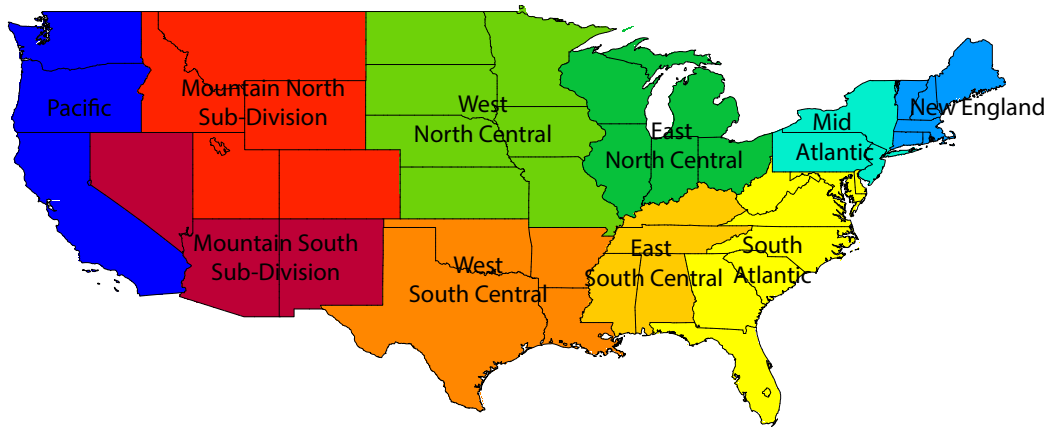 Pacific
Mountain North
Sub-Division
West
North Central
East
North Central
Mid
Atlantic
New England
Mountain South
Sub-Division
West
South Central
East
South Central
South
Atlantic